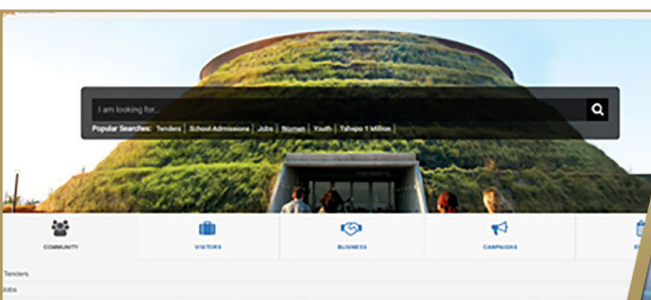 I am looking for...
Popular Searches: Tenders | School Admissions | Jobs | Women | Youth | Tshepo 1 Million |
COMMUNITY VISITORS BUSINESS CAMPAIGNS
Tenders
Jobs